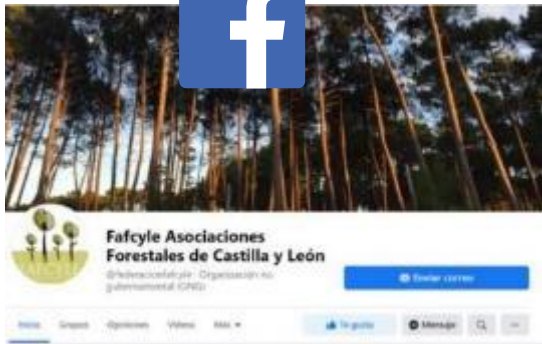 Fafcyle Asociaciones
Forestales de Castilla y León
@federacionfafcyle · Organización no
gubernamental (ONG)
Enviar correo
Inicio Grupos Opiniones Vídeos Más
Te gusta Mensaje
FAFCYLE